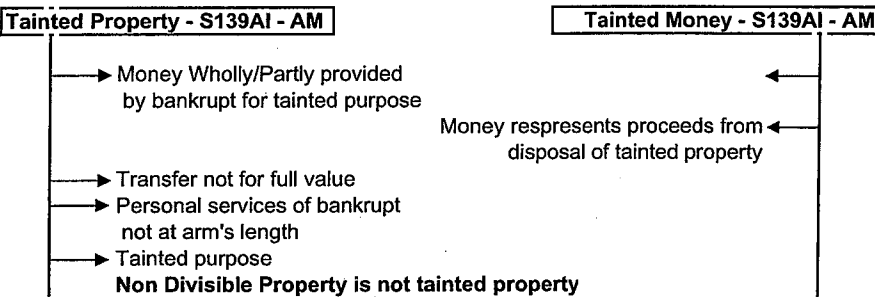 Tainted Property - S139AI - AM
Tainted Money - S139AI - AM
Money Wholly/Partly provided
by bankrupt for tainted purpose
Money respresents proceeds from
disposal of tainted property
Transfer not for full value
Personal services of bankrupt
not at arm's length
Tainted purpose
Non Divisible Property is not tainted property